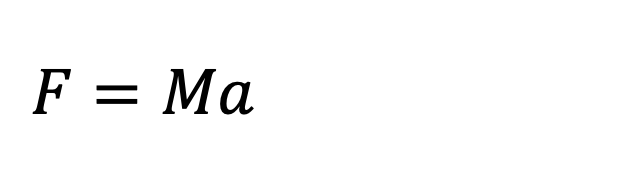 F = Ma